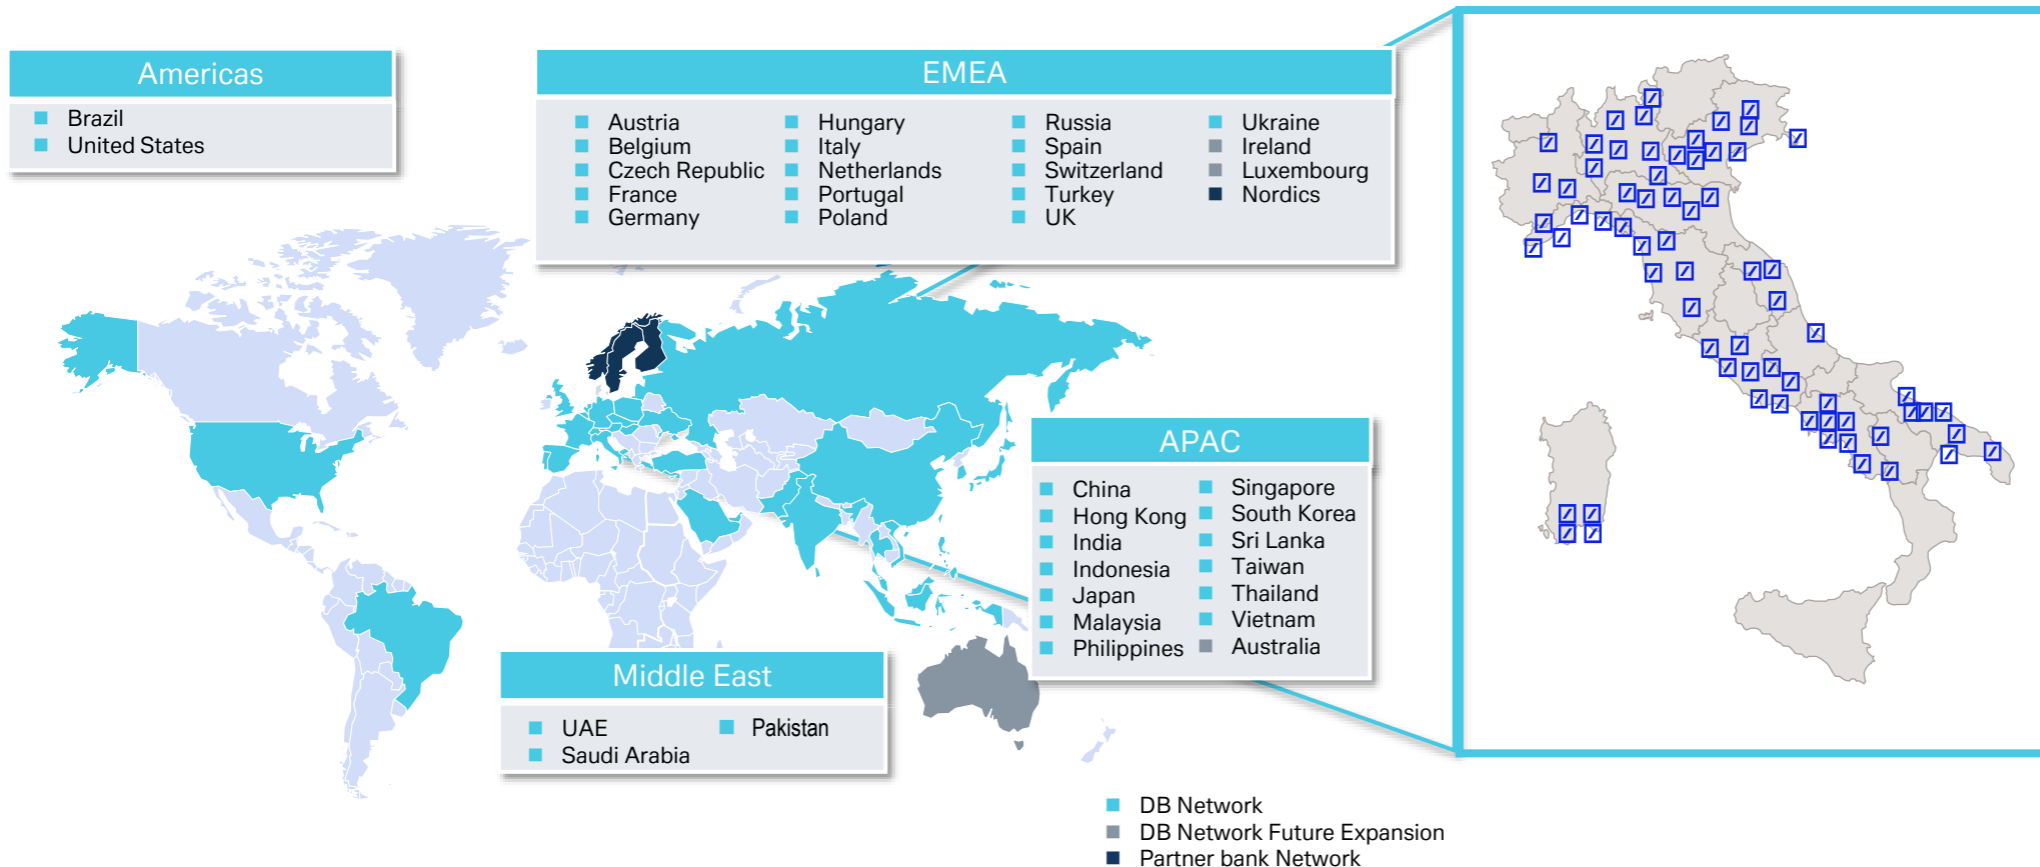 Americas
Brazil
United States
EMEA
Austria
Belgium
Czech Republic
France
Germany
Hungary
Italy
Netherlands
Portugal
Poland
Russia
Spain
Switzerland
Turkey
UK
Ukraine
Ireland
Luxembourg
Nordics
APAC
China
Hong Kong
India
Indonesia
Japan
Malaysia
Philippines
Singapore
South Korea
Sri Lanka
Taiwan
Thailand
Vietnam
Australia
Middle East
UAE
Saudi Arabia
Pakistan
DB Network
DB Network Future Expansion
Partner bank Network